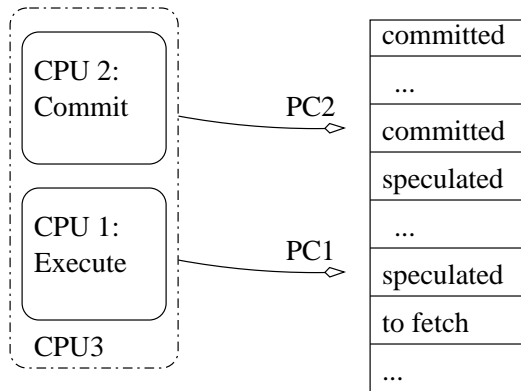 CPU 2:
Commit
CPU 1:
Execute
CPU3
PC2
PC1
committed
...
committed
speculated
...
speculated
to fetch
...